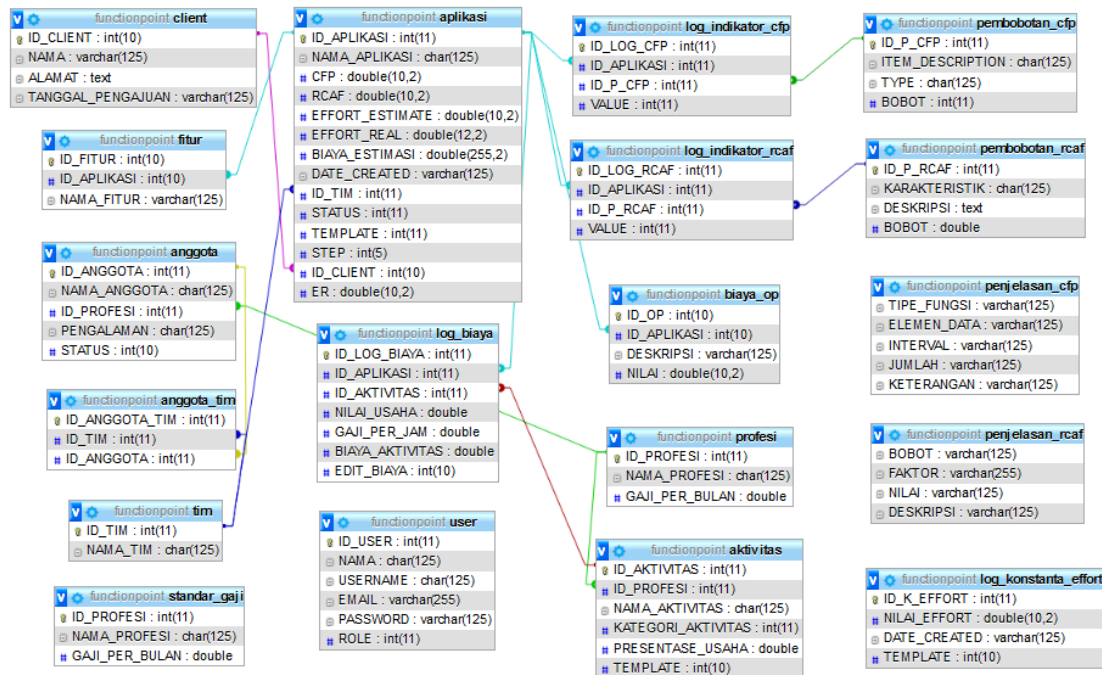 functionpoint client
ID_CLIENT : int(10)
NAMA : varchar(125)
ALAMAT : text
TANGGAL_PENGAJUAN : varchar(125)
functionpoint fitur
ID_FITUR : int(10)
ID_APLIKASI : int(10)
NAMA_FITUR : varchar(125)
functionpoint anggota
ID_ANGGOTA : int(11)
NAMA_ANGGOTA : char(125)
ID_PROFESI : int(11)
PENGALAMAN : char(125)
STATUS : int(10)
functionpoint anggota_tim
ID_ANGGOTA_TIM : int(11)
ID_TIM : int(11)
ID_ANGGOTA : int(11)
functionpoint tim
ID_TIM : int(11)
NAMA_TIM : char(125)
functionpoint standar_gaji
ID_PROFESI : int(11)
NAMA_PROFESI : char(125)
GAJI_PER_BULAN : double
functionpoint aplikasi
ID_APLIKASI : int(11)
NAMA_APLIKASI : char(125)
CFP : double(10,2)
RCAF : double(10,2)
EFFORT_ESTIMATE : double(10,2)
EFFORT_REAL : double(12,2)
BIAYA_ESTIMASI : double(255,2)
DATE_CREATED : varchar(125)
ID_TIM : int(11)
STATUS : int(11)
TEMPLATE : int(11)
STEP : int(5)
ID_CLIENT : int(10)
ER : double(10,2)
functionpoint log_biaya
ID_LOG_BIAYA : int(11)
ID_APLIKASI : int(11)
ID_AKTIVITAS : int(11)
NILAI_USAHA : double
GAJI_PER_JAM : double
BIAYA_AKTIVITAS : double
EDIT_BIAYA : int(10)
functionpoint user
ID_USER : int(11)
NAMA : char(125)
USERNAME : char(125)
EMAIL : varchar(255)
PASSWORD : varchar(125)
ROLE : int(11)
functionpoint log_indikator_cfp
ID_LOG_CFP : int(11)
ID_APLIKASI : int(11)
ID_P_CFP : int(11)
VALUE : int(11)
functionpoint log_indikator_rcaf
ID_LOG_RCAF : int(11)
ID_APLIKASI : int(11)
ID_P_RCAF : int(11)
VALUE : int(11)
functionpoint biaya_op
ID_OP : int(10)
ID_APLIKASI : int(10)
DESKRIPSI : varchar(125)
NILAI : double(10,2)
functionpoint profesi
ID_PROFESI : int(11)
NAMA_PROFESI : char(125)
GAJI_PER_BULAN : double
functionpoint aktivitas
ID_AKTIVITAS : int(11)
ID_PROFESI : int(11)
NAMA_AKTIVITAS : char(125)
KATEGORI_AKTIVITAS : int(11)
PRESENTASE_USAHA : double
TEMPLATE : int(10)
functionpoint pembobotan_cfp
ID_P_CFP : int(11)
ITEM_DESCRIPTION : char(125)
TYPE : char(125)
BOBOT : int(11)
functionpoint pembobotan_rcaf
ID_P_RCAF : int(11)
KARAKTERISTIK : char(125)
DESKRIPSI : text
BOBOT : double
functionpoint penjelasan_cfp
TIPE_FUNGSI : varchar(125)
ELEMEN_DATA : varchar(125)
INTERVAL : varchar(125)
JUMLAH : varchar(125)
KETERANGAN : varchar(125)
functionpoint penjelasan_rcaf
BOBOT : varchar(125)
FAKTOR : varchar(255)
NILAI : varchar(125)
DESKRIPSI : varchar(125)
functionpoint log_konstanta_effort
ID_K_EFFORT : int(11)
NILAI_EFFORT : double(10,2)
DATE_CREATED : varchar(125)
TEMPLATE : int(10)